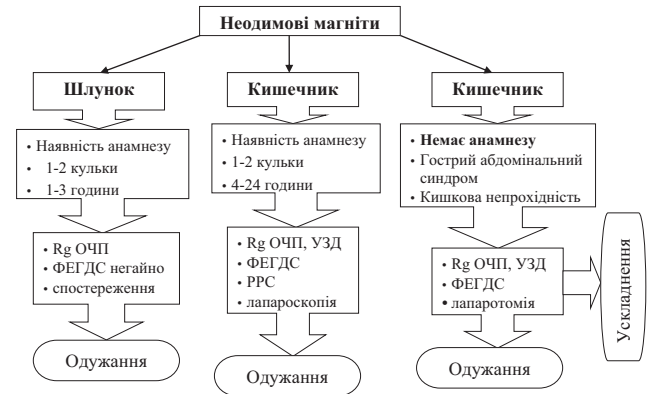 Неодимові магніти
Шлунок
• Наявність анамнезу
• 1-2 кульки
• 1-3 години
• Rg ОЧП
• ФЕГДС негайно
• спостереження
Одужання
Кишечник
• Наявність анамнезу
• 1-2 кульки
• 4-24 години
• Rg ОЧП, УЗД
• ФЕГДС
• РРС
• лапароскопія
Одужання
Кишечник
• Немає анамнезу
• Гострий абдомінальний
синдром
• Кишкова непрохідність
• Rg ОЧП, УЗД
• ФЕГДС
• лапаротомія
Одужання
Ускладнення